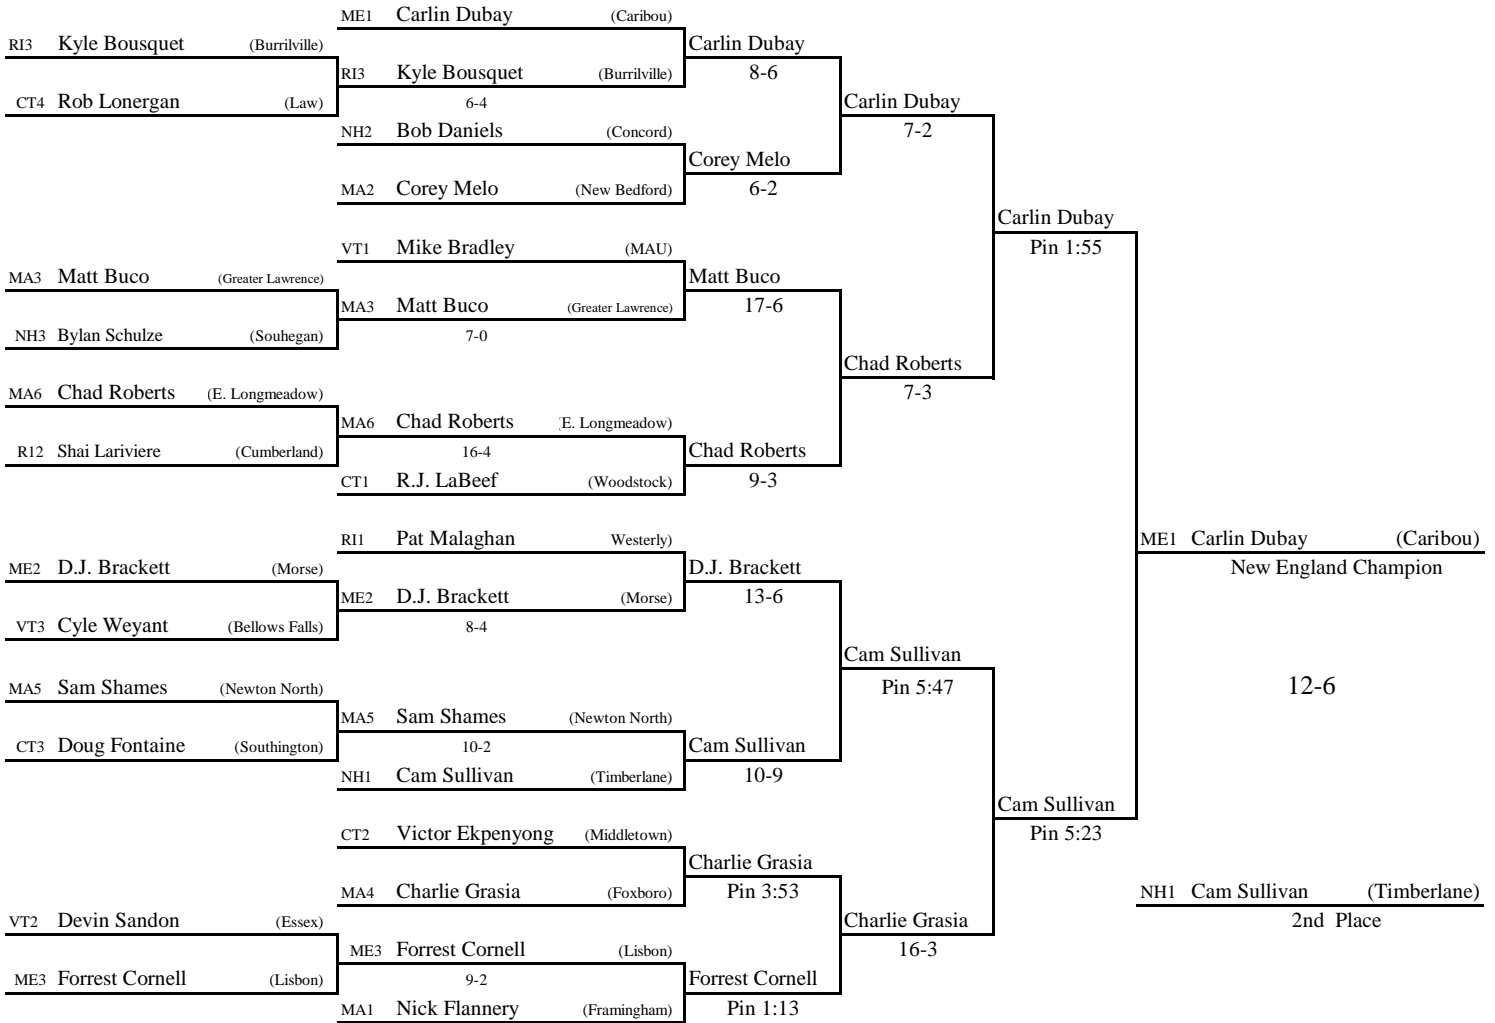 ME1 Carlin Dubay (Caribou)
RI3 Kyle Bousquet (Burrilville) Carlin Dubay
RI3 Kyle Bousquet (Burrilville) 8-6
CT4 Rob Lonergan (Law) 6-4 Carlin Dubay
NH2 Bob Daniels (Concord) 7-2
Corey Melo
MA2 Corey Melo (New Bedford) 6-2
Carlin Dubay
VT1 Mike Bradley (MAU) Pin 1:55
MA3 Matt Buco (Greater Lawrence) Matt Buco
MA3 Matt Buco (Greater Lawrence) 17-6
NH3 Bylan Schulze (Souhegan) 7-0
Chad Roberts
MA6 Chad Roberts (E. Longmeadow) 7-3
MA6 Chad Roberts (E. Longmeadow)
R12 Shai Lariviere (Cumberland) 16-4 Chad Roberts
CT1 R.J. LaBeef (Woodstock) 9-3
RI1 Pat Malaghan Westerly) ME1 Carlin Dubay (Caribou)
ME2 D.J. Brackett (Morse) D.J. Brackett New England Champion
ME2 D.J. Brackett (Morse) 13-6
VT3 Cyle Weyant (Bellows Falls) 8-4
Cam Sullivan
MA5 Sam Shames (Newton North) Pin 5:47 12-6
MA5 Sam Shames (Newton North)
CT3 Doug Fontaine (Southington) 10-2 Cam Sullivan
NH1 Cam Sullivan (Timberlane) 10-9
Cam Sullivan
CT2 Victor Ekpenyong (Middletown) Pin 5:23
Charlie Grasia
MA4 Charlie Grasia (Foxboro) Pin 3:53 NH1 Cam Sullivan (Timberlane)
VT2 Devin Sandon (Essex) Charlie Grasia 2nd Place
ME3 Forrest Cornell (Lisbon) 16-3
ME3 Forrest Cornell (Lisbon) 9-2 Forrest Cornell
MA1 Nick Flannery (Framingham) Pin 1:13